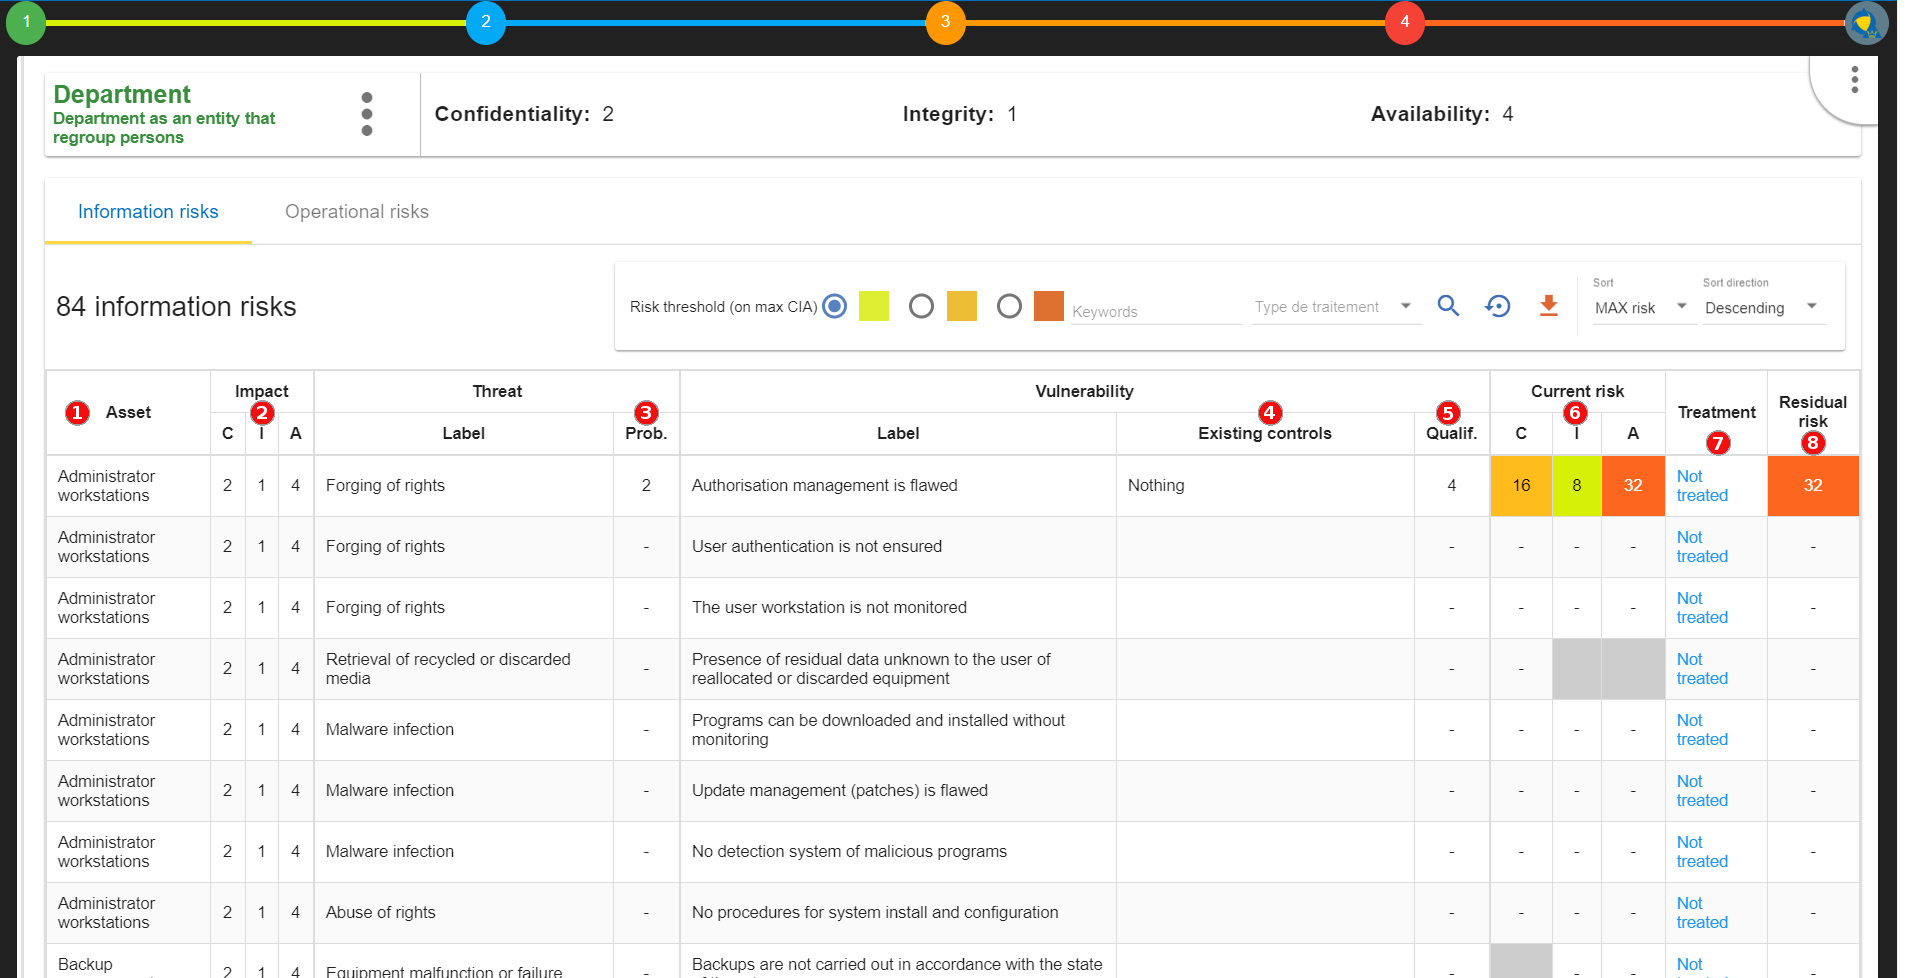 1
2
3
4
Department
Department as an entity that
regroup persons
Confidentiality: 2
Integrity: 1
Availability: 4
Information risks
Operational risks
84 information risks
Risk threshold (on max CIA)
Keywords
Type de traitement
Sort
MAX risk
Sort direction
Descending
1 Asset
Impact
2
C I A
Threat
Label
3
Prob.
Vulnerability
Label
4
Existing controls
5
Qualif.
Current risk
6
C I A
Treatment
7
Residual
risk
8
Administrator
workstations
2 1 4 Forging of rights 2 Authorisation management is flawed Nothing 4 16 8 32
Not
treated
32
Administrator
workstations
2 1 4 Forging of rights - User authentication is not ensured - - - -
Not
treated
-
Administrator
workstations
2 1 4 Forging of rights - The user workstation is not monitored - - - -
Not
treated
-
Administrator
workstations
2 1 4
Retrieval of recycled or discarded
media
-
Presence of residual data unknown to the user of
reallocated or discarded equipment
- -
Not
treated
-
Administrator
workstations
2 1 4 Malware infection -
Programs can be downloaded and installed without
monitoring
- - - -
Not
treated
-
Administrator
workstations
2 1 4 Malware infection - Update management (patches) is flawed - - - -
Not
treated
-
Administrator
workstations
2 1 4 Malware infection - No detection system of malicious programs - - - -
Not
treated
-
Administrator
workstations
2 1 4 Abuse of rights - No procedures for system install and configuration - - - -
Not
treated
-
Backup
2 1 4 Equipment malfunction or failure -
Backups are not carried out in accordance with the state
- - -
Not
-